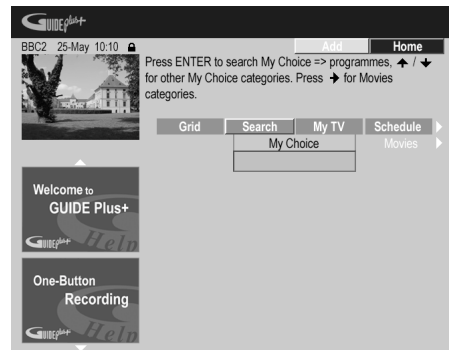 GUIDE Plus+
BBC2 25-May 10:10
Add
Home
Press ENTER to search My Choice => programmes, ↑ / ↓
for other My Choice categories. Press → for Movies
categories.
Grid
Search
My TV
Schedule
My Choice
Movies
Welcome to
GUIDE Plus+
GUIDE Plus+
Help
One-Button
Recording
GUIDE Plus+
Help